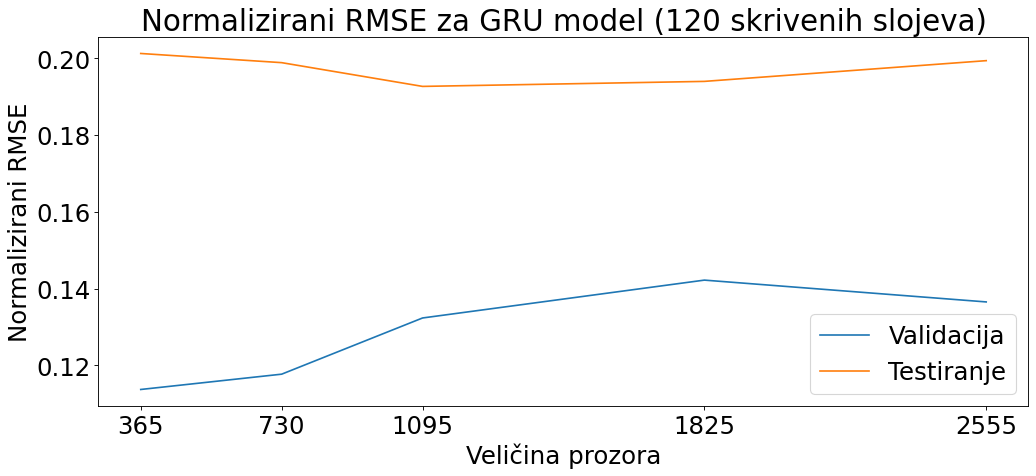 Normalizirani RMSE za GRU model (120 skrivenih slojeva)
Normalizirani RMSE
0.20
0.18
0.16
0.14
0.12
Validacija
Testiranje
365 730 1095 1825 2555
Veličina prozora